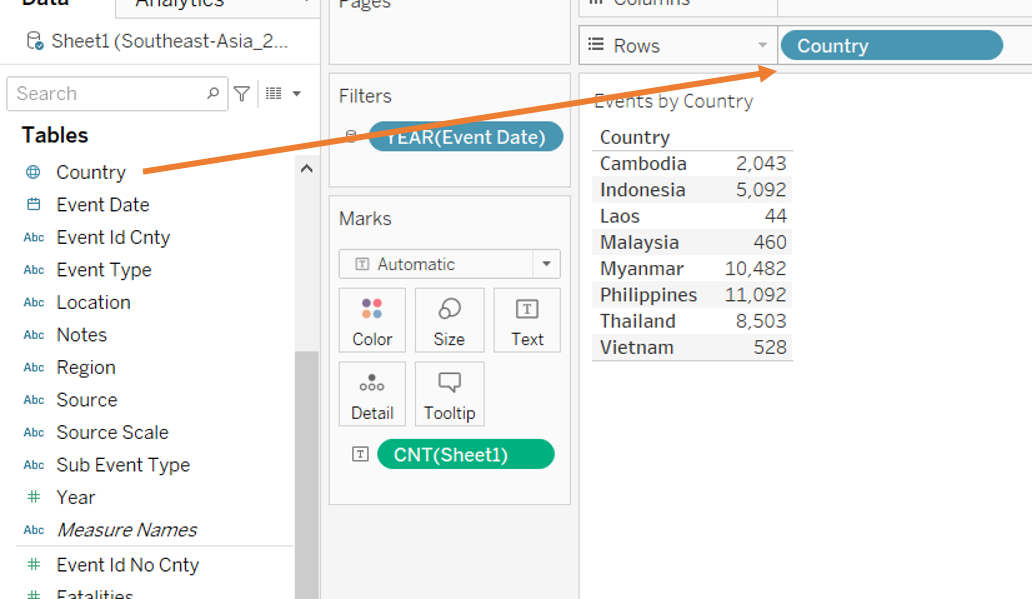 Data
Analytics
Sheet1 (Southeast-Asia_2...
Search
Tables
Country
Event Date
Abc Event Id Cnty
Abc Event Type
Abc Location
Abc Notes
Abc Region
Abc Source
Abc Source Scale
Abc Sub Event Type
# Year
Abc Measure Names
# Event Id No Cnty
# Fatalities
Pages
Filters
YEAR(Event Date)
Marks
T Automatic
Color Size T Text
Detail Tooltip
T CNT(Sheet1)
Columns
Rows
Country
Events by Country
Country
Cambodia 2,043
Indonesia 5,092
Laos 44
Malaysia 460
Myanmar 10,482
Philippines 11,092
Thailand 8,503
Vietnam 528